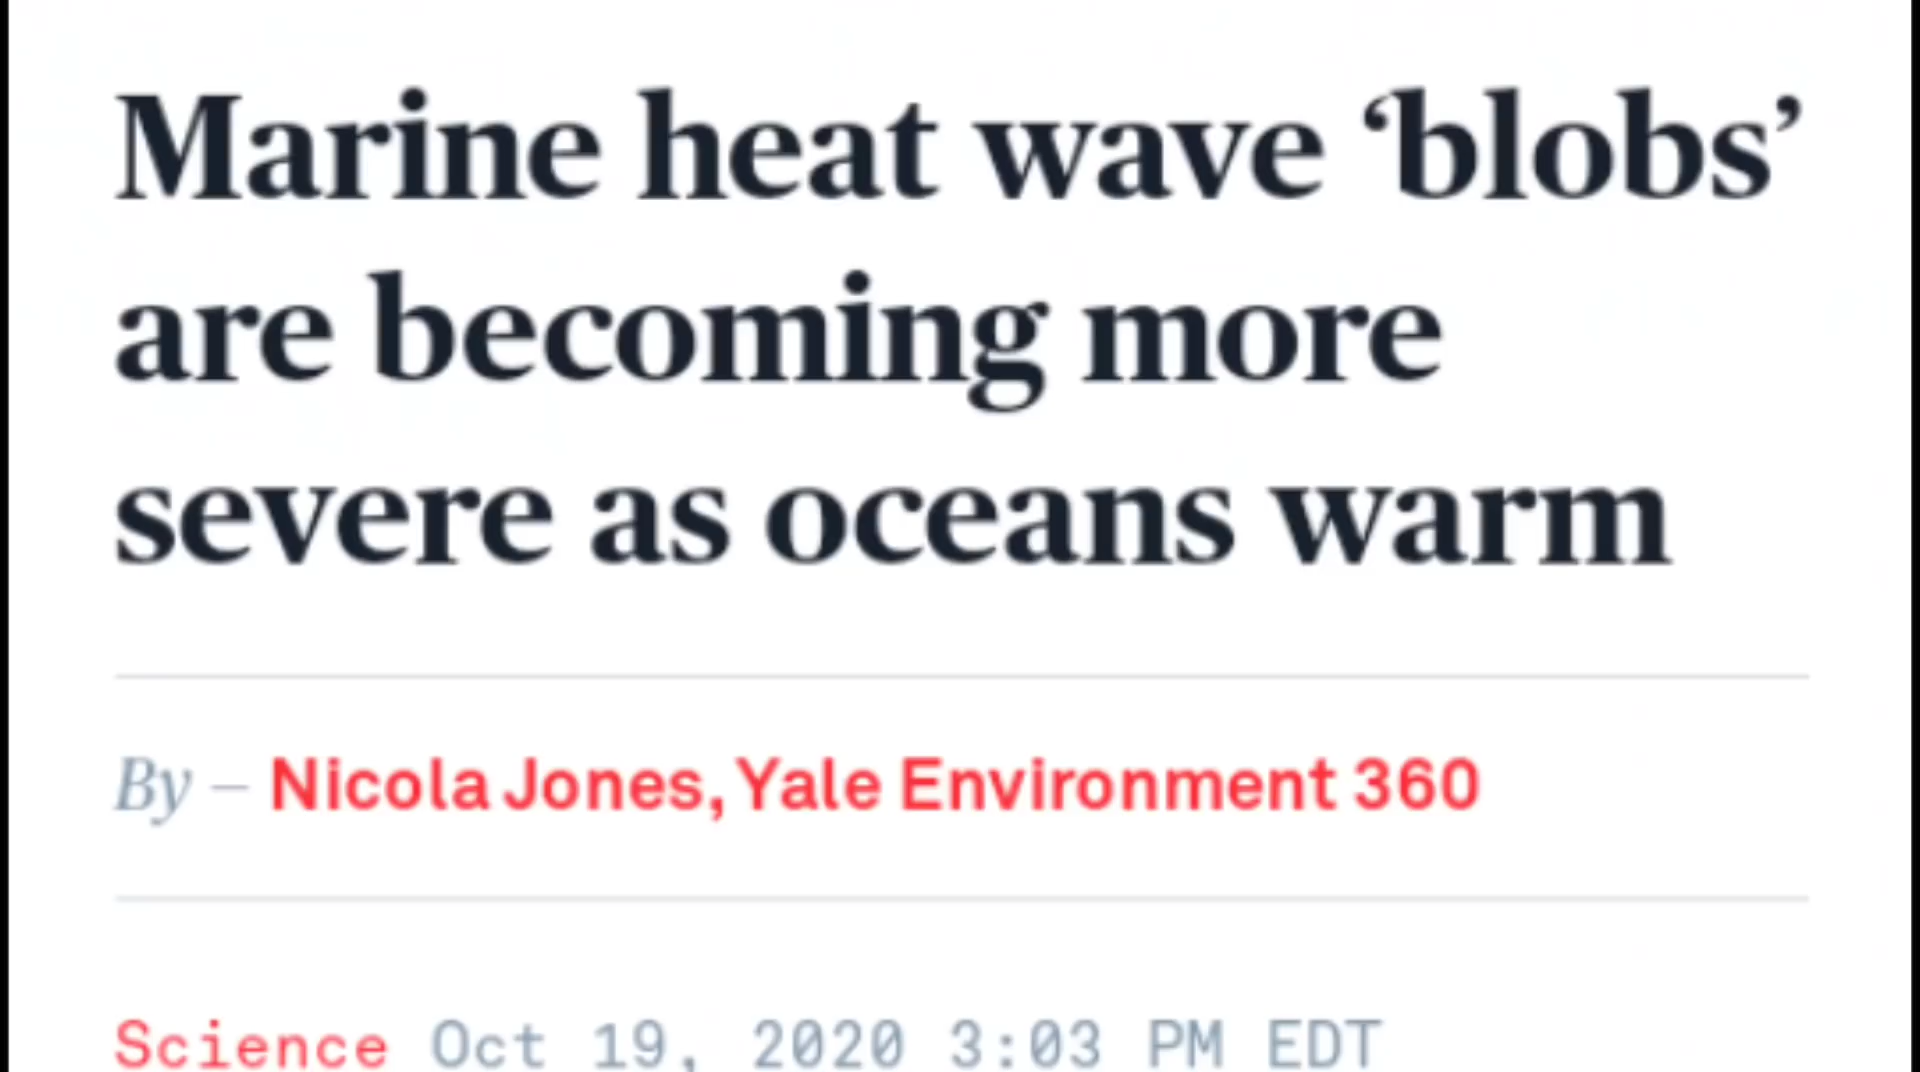 Marine heat wave ‘blobs’
are becoming more
severe as oceans warm
By — Nicola Jones, Yale Environment 360
Science Oct 19, 2020 3:03 PM EDT